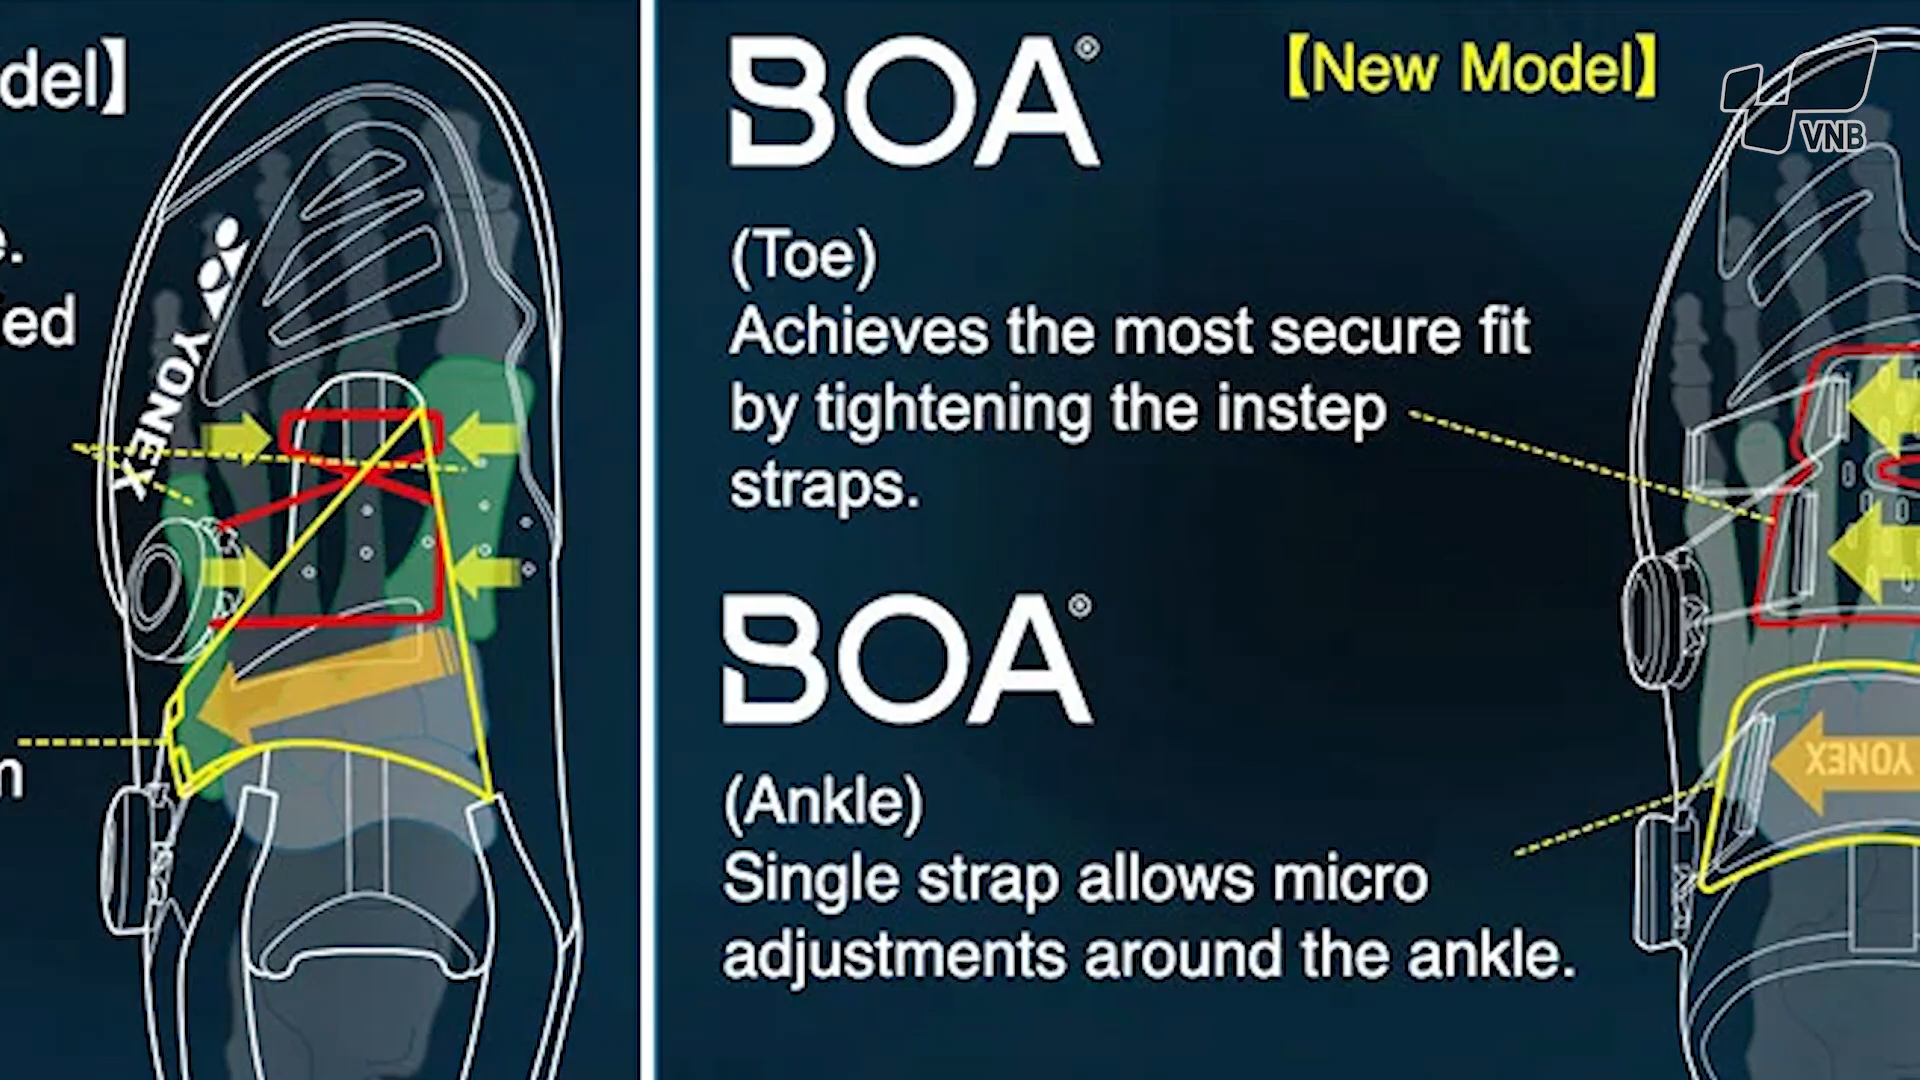 del】
e.
ed
YONEX
m
BOA®
【New Model】
VNB
(Toe)
Achieves the most secure fit
by tightening the instep
straps.
BOA®
(Ankle)
Single strap allows micro
adjustments around the ankle.
YONEX